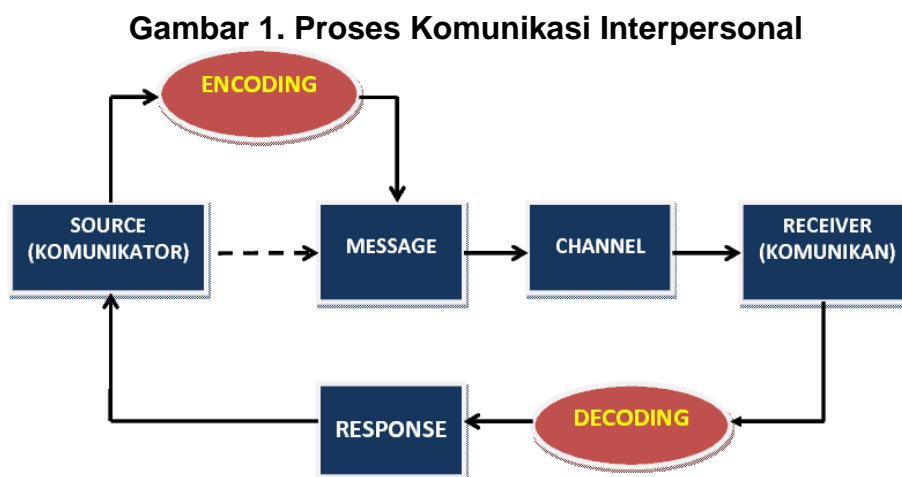 Gambar 1. Proses Komunikasi Interpersonal
ENCODING
SOURCE
(KOMUNIKATOR)
MESSAGE
CHANNEL
RECEIVER
(KOMUNIKAN)
RESPONSE
DECODING